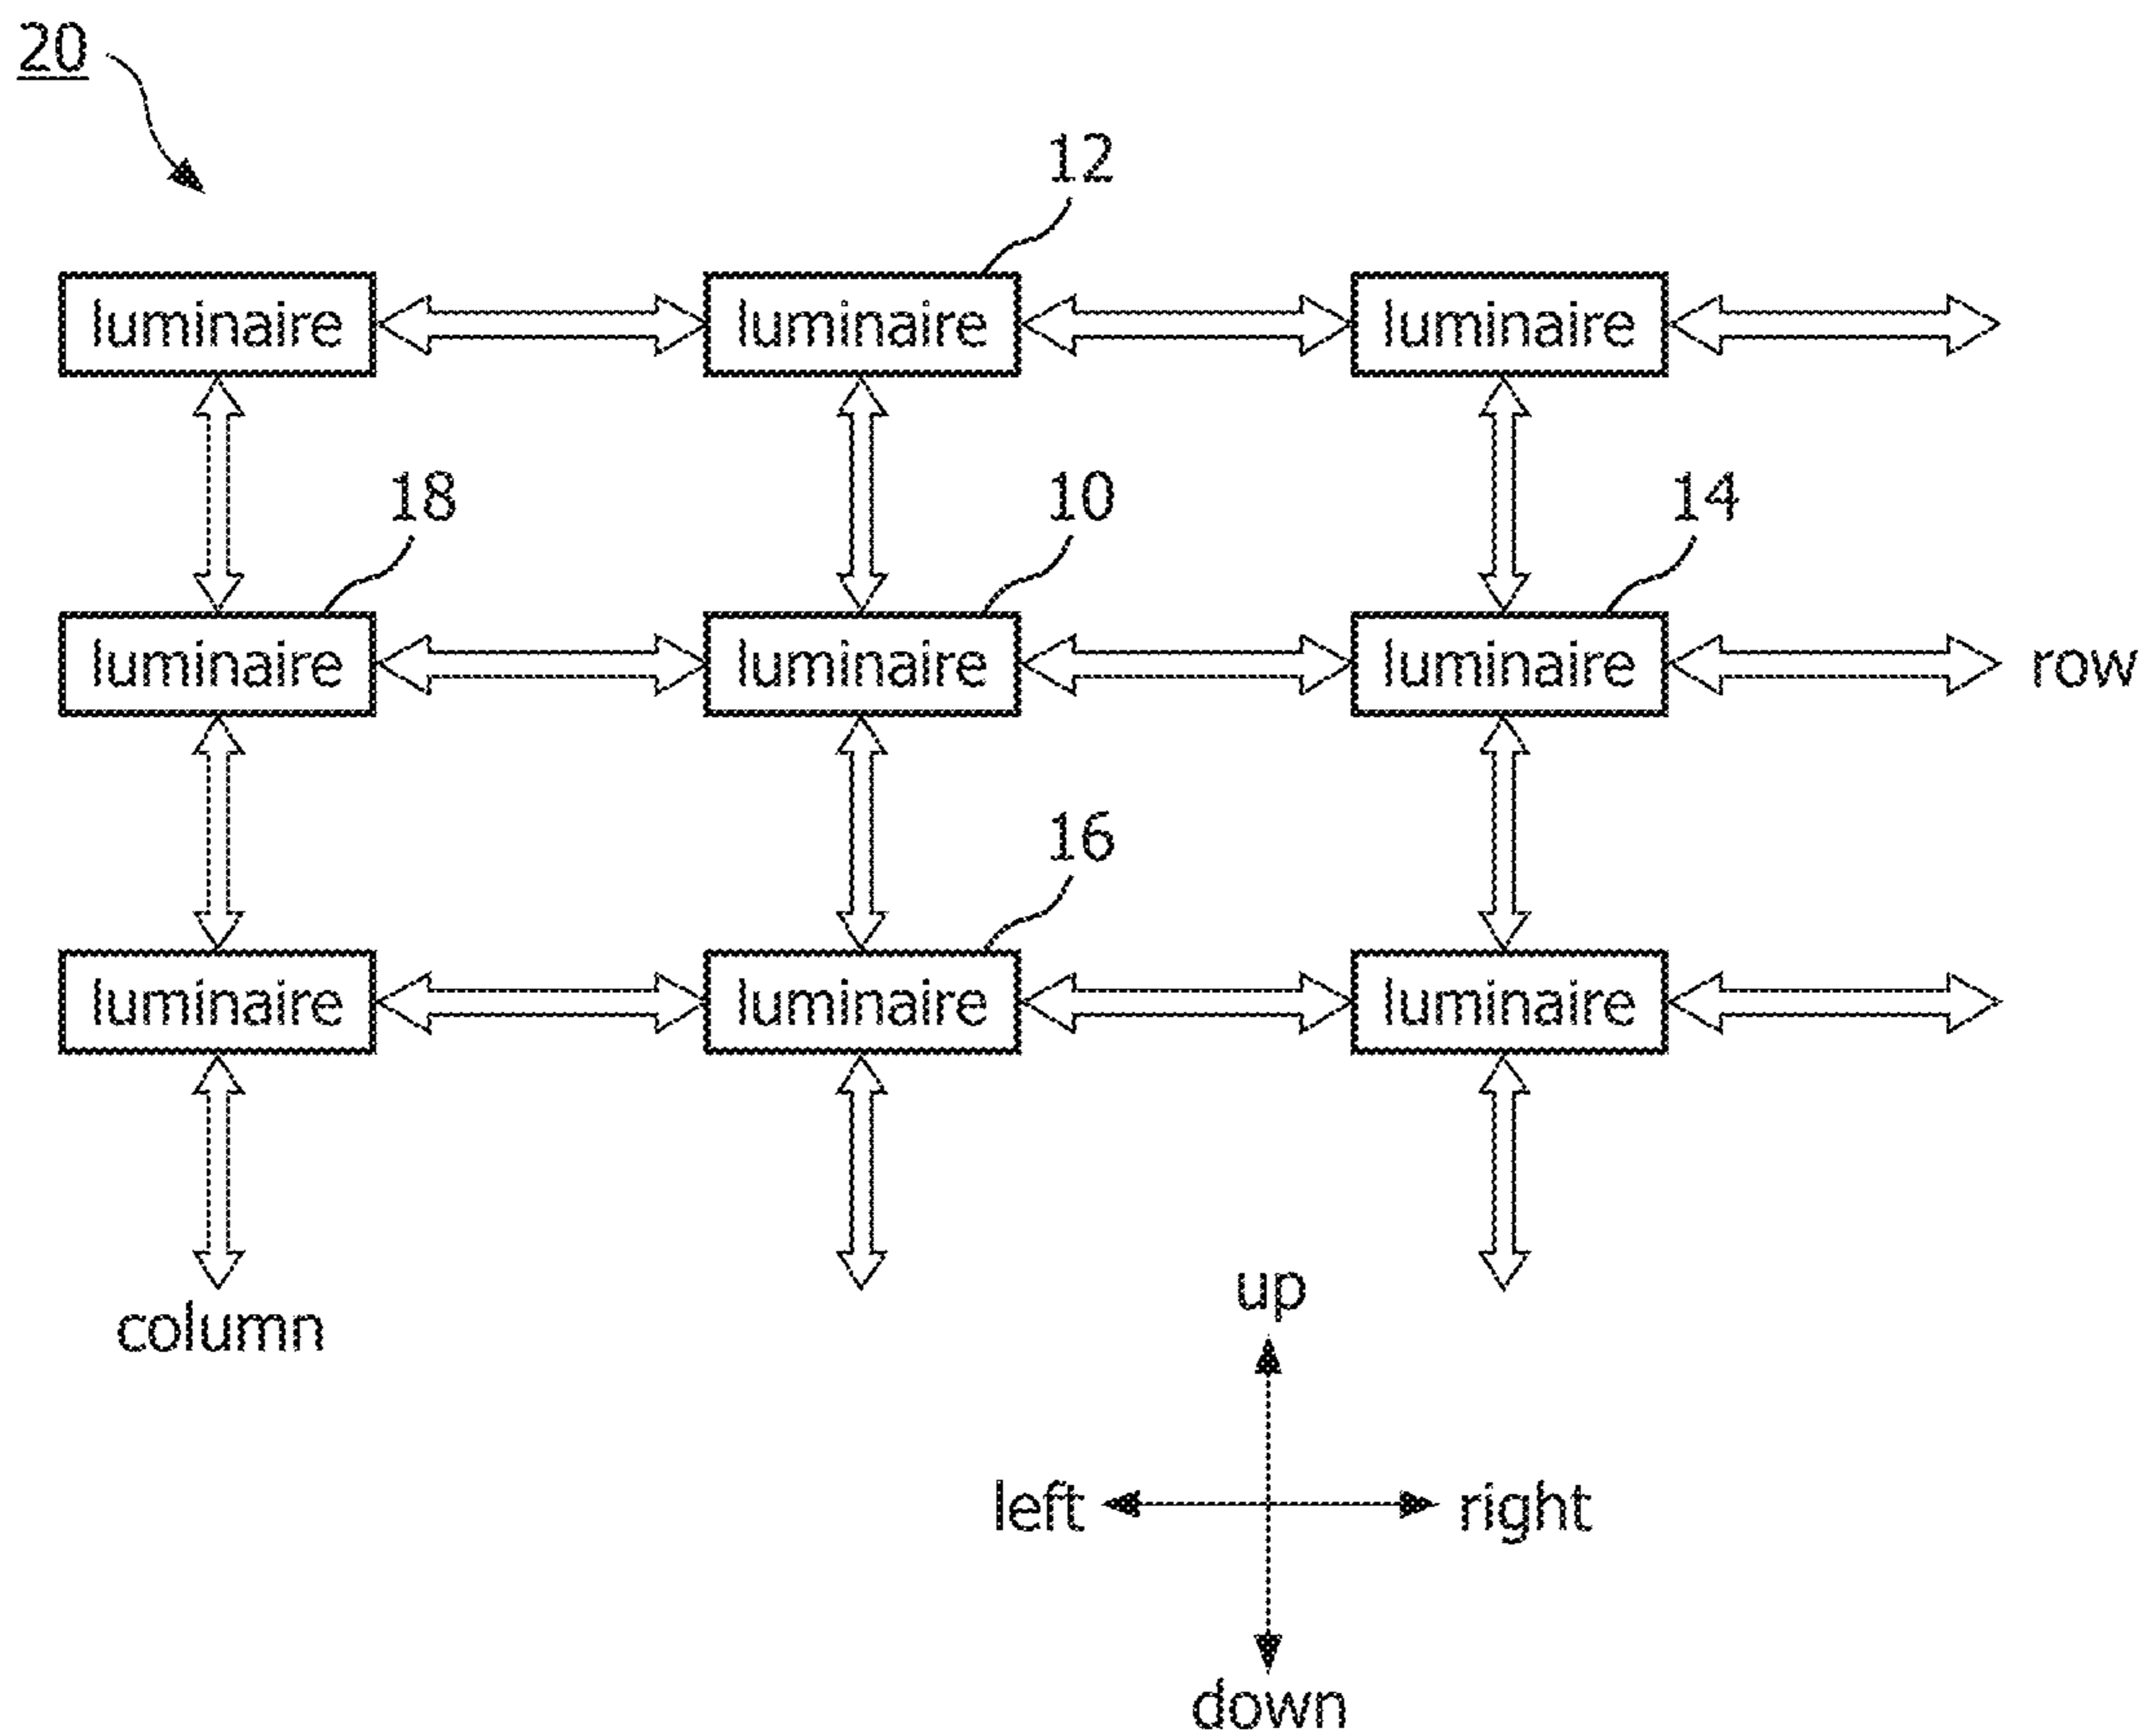 20
12
luminaire luminaire luminaire
18 10 14
luminaire luminaire luminaire row
16
luminaire luminaire luminaire
column
up
left right
down